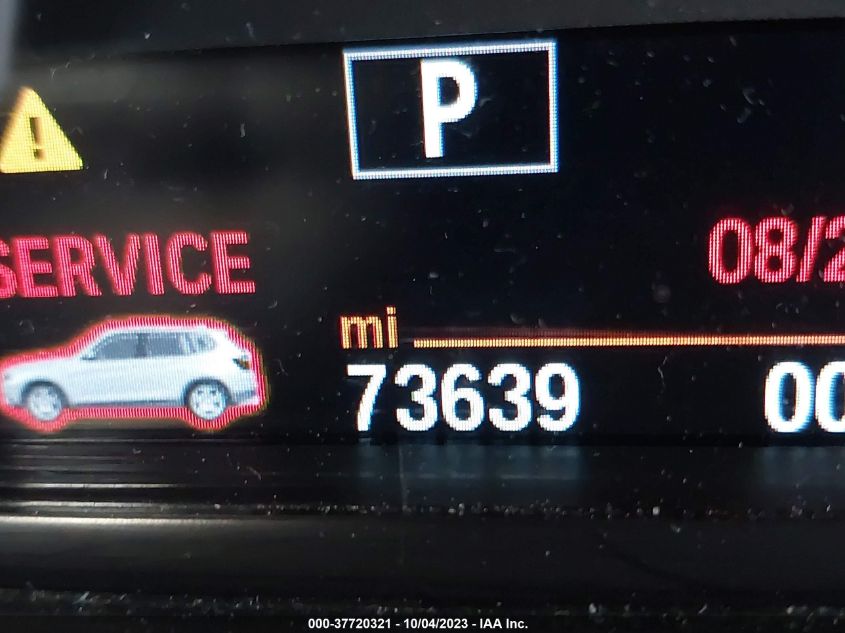 P
SERVICE
08/2
mi
73639
00
000-37720321 - 10/04/2023 - IAA Inc.